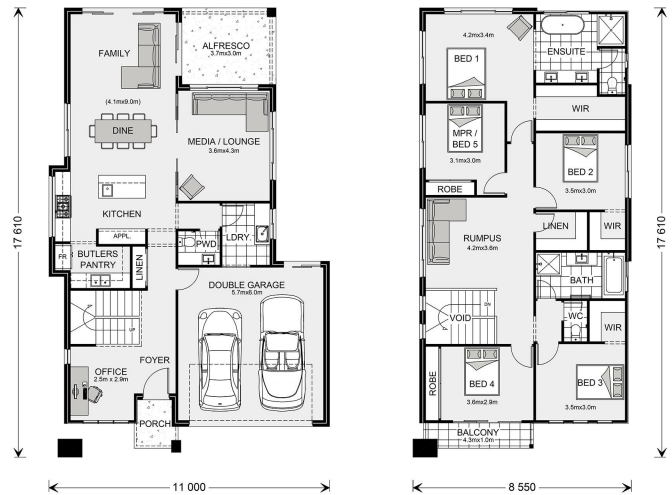 FAMILY
ALFRESCO
3.7mx3.0m
(4.1mx9.0m)
DINE
MEDIA / LOUNGE
3.6mx4.3m
KITCHEN
APPL.
PWD
LDRY.
FR
BUTLERS
PANTRY
LINEN
DOUBLE GARAGE
5.7mx6.0m
UP
FOYER
OFFICE
2.5m x 2.9m
PORCH
17 610
11 000
4.2mx3.4m
BED 1
ENSUITE
WIR
MPR /
BED 5
3.1mx3.0m
ROBE
BED 2
3.5mx3.0m
RUMPUS
4.2mx3.6m
LINEN
WIR
BATH
DN
VOID
WC
WIR
ROBE
BED 4
3.6mx2.9m
BED 3
3.5mx3.0m
BALCONY
4.3mx1.0m
17 610
8 550